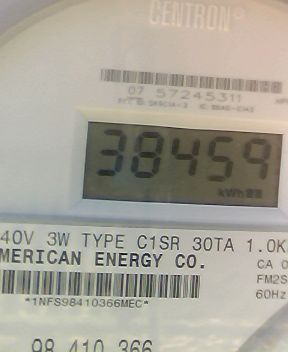 CENTRON®
07 57245311
38459
kWh
40V 3W TYPE C1SR 30TA 1.0K
MERICAN ENERGY CO.
CA 0
FM2S
*1NFS98410366MEC*
60Hz
98 410 366